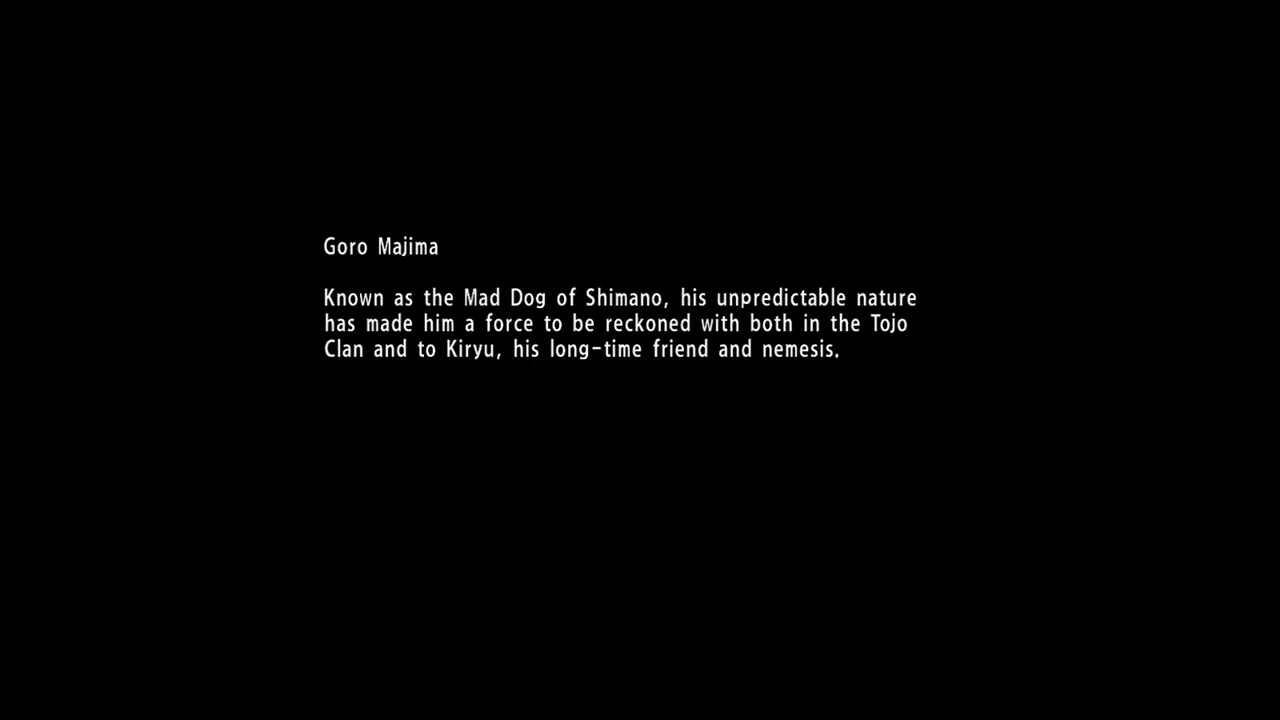 Goro Majima
Known as the Mad Dog of Shimano, his unpredictable nature
has made him a force to be reckoned with both in the Tojo
Clan and to Kiryu, his long-time friend and nemesis.